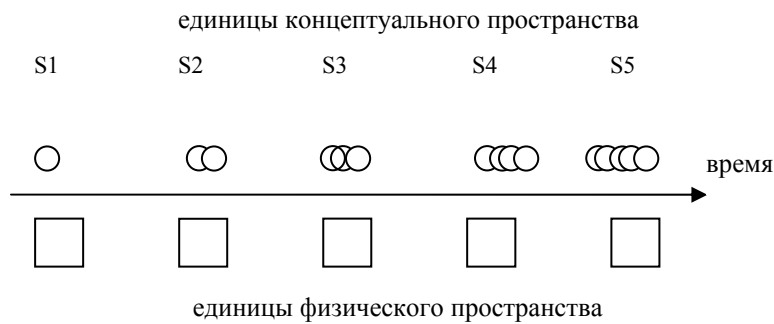 единицы концептуального пространства
S1 S2 S3 S4 S5
время
единицы физического пространства